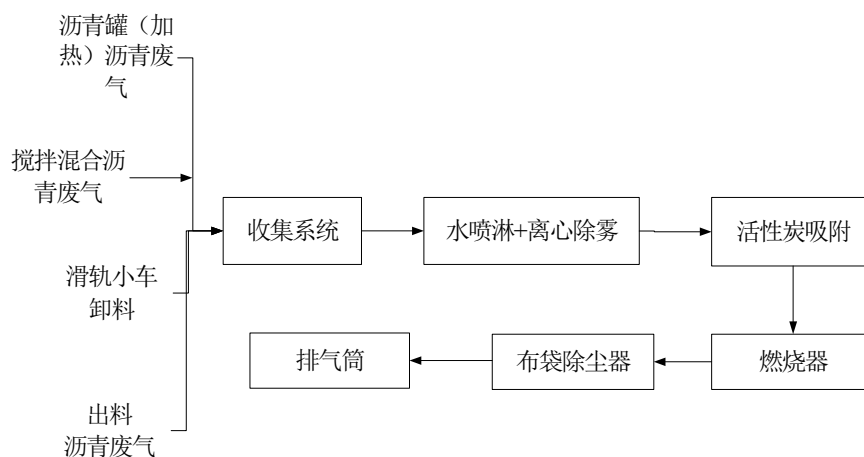 沥青罐（加
热）沥青废
气
搅拌混合沥
青废气
收集系统
水喷淋+离心除雾
活性炭吸附
滑轨小车
卸料
排气筒
布袋除尘器
燃烧器
出料
沥青废气